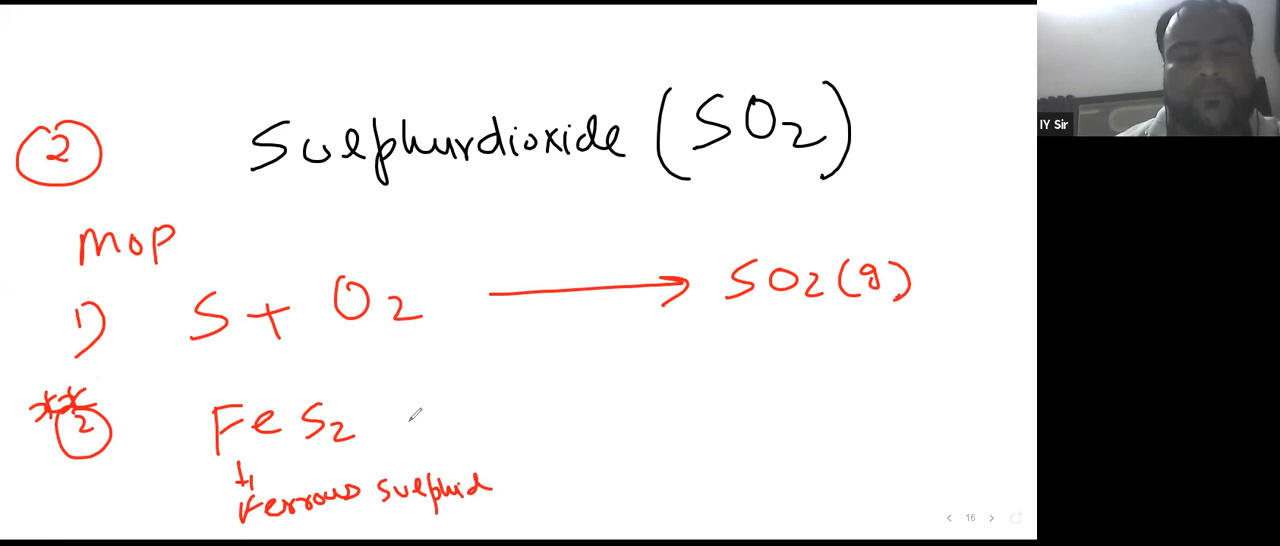 IY Sir
2 Sulphurdioxide (SO2)
MOP
1) S + O2 ⟶ SO2(g)
** 2 FeS2
Ferrous sulphid
16